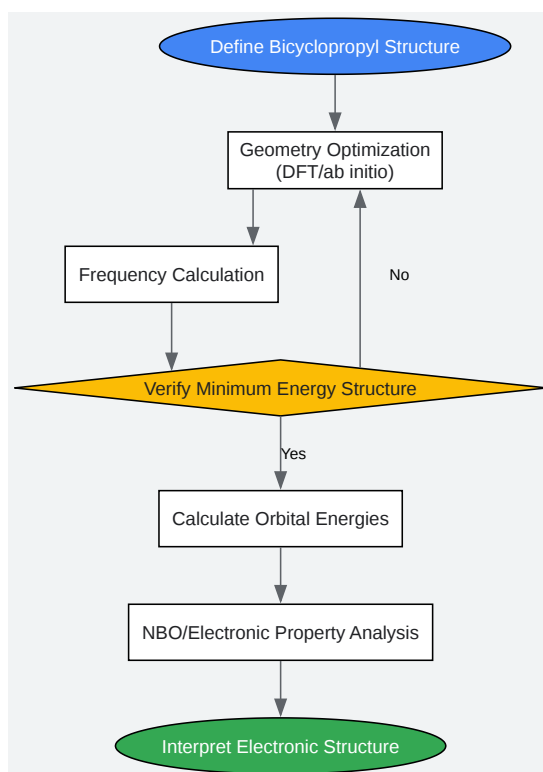 Define Bicyclopropyl Structure
Geometry Optimization
(DFT/ab initio)
Frequency Calculation
No
Verify Minimum Energy Structure
Yes
Calculate Orbital Energies
NBO/Electronic Property Analysis
Interpret Electronic Structure